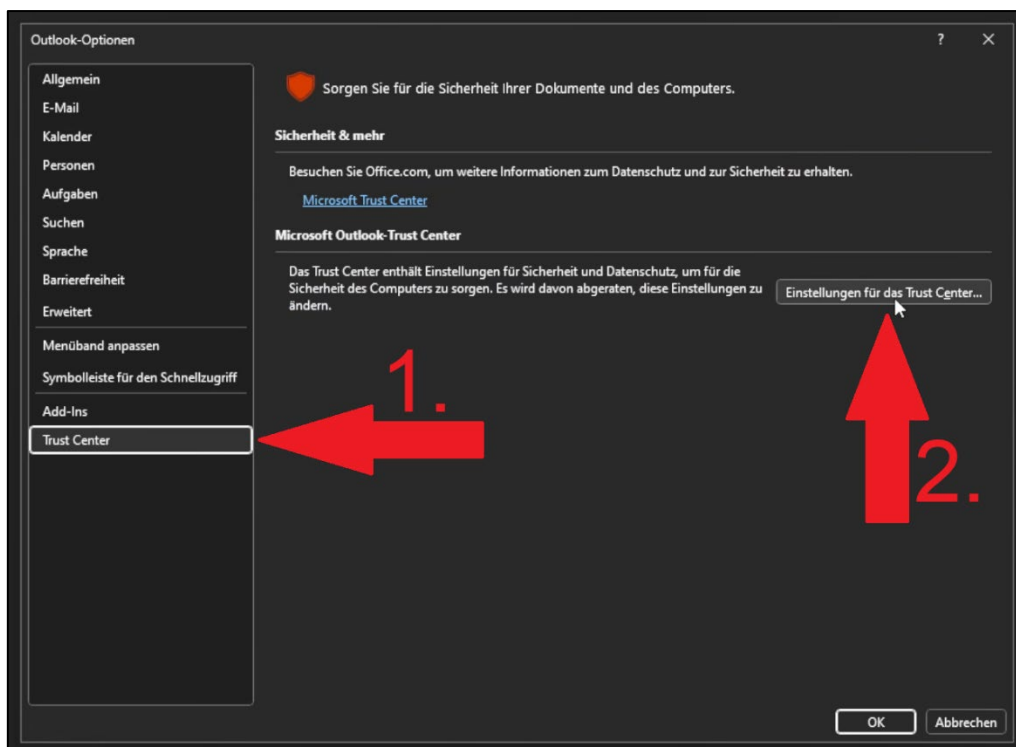 Outlook-Optionen
?
Allgemein
E-Mail
Kalender
Personen
Aufgaben
Suchen
Sprache
Barrierefreiheit
Erweitert
Menüband anpassen
Symbolleiste für den Schnellzugriff
Add-Ins
Trust Center
Sorgen Sie für die Sicherheit Ihrer Dokumente und des Computers.
Sicherheit & mehr
Besuchen Sie Office.com, um weitere Informationen zum Datenschutz und zur Sicherheit zu erhalten.
Microsoft Trust Center
Microsoft Outlook-Trust Center
Das Trust Center enthält Einstellungen für Sicherheit und Datenschutz, um für die
Sicherheit des Computers zu sorgen. Es wird davon abgeraten, diese Einstellungen zu
ändern.
Einstellungen für das Trust Center...
1.
2.
OK
Abbrechen